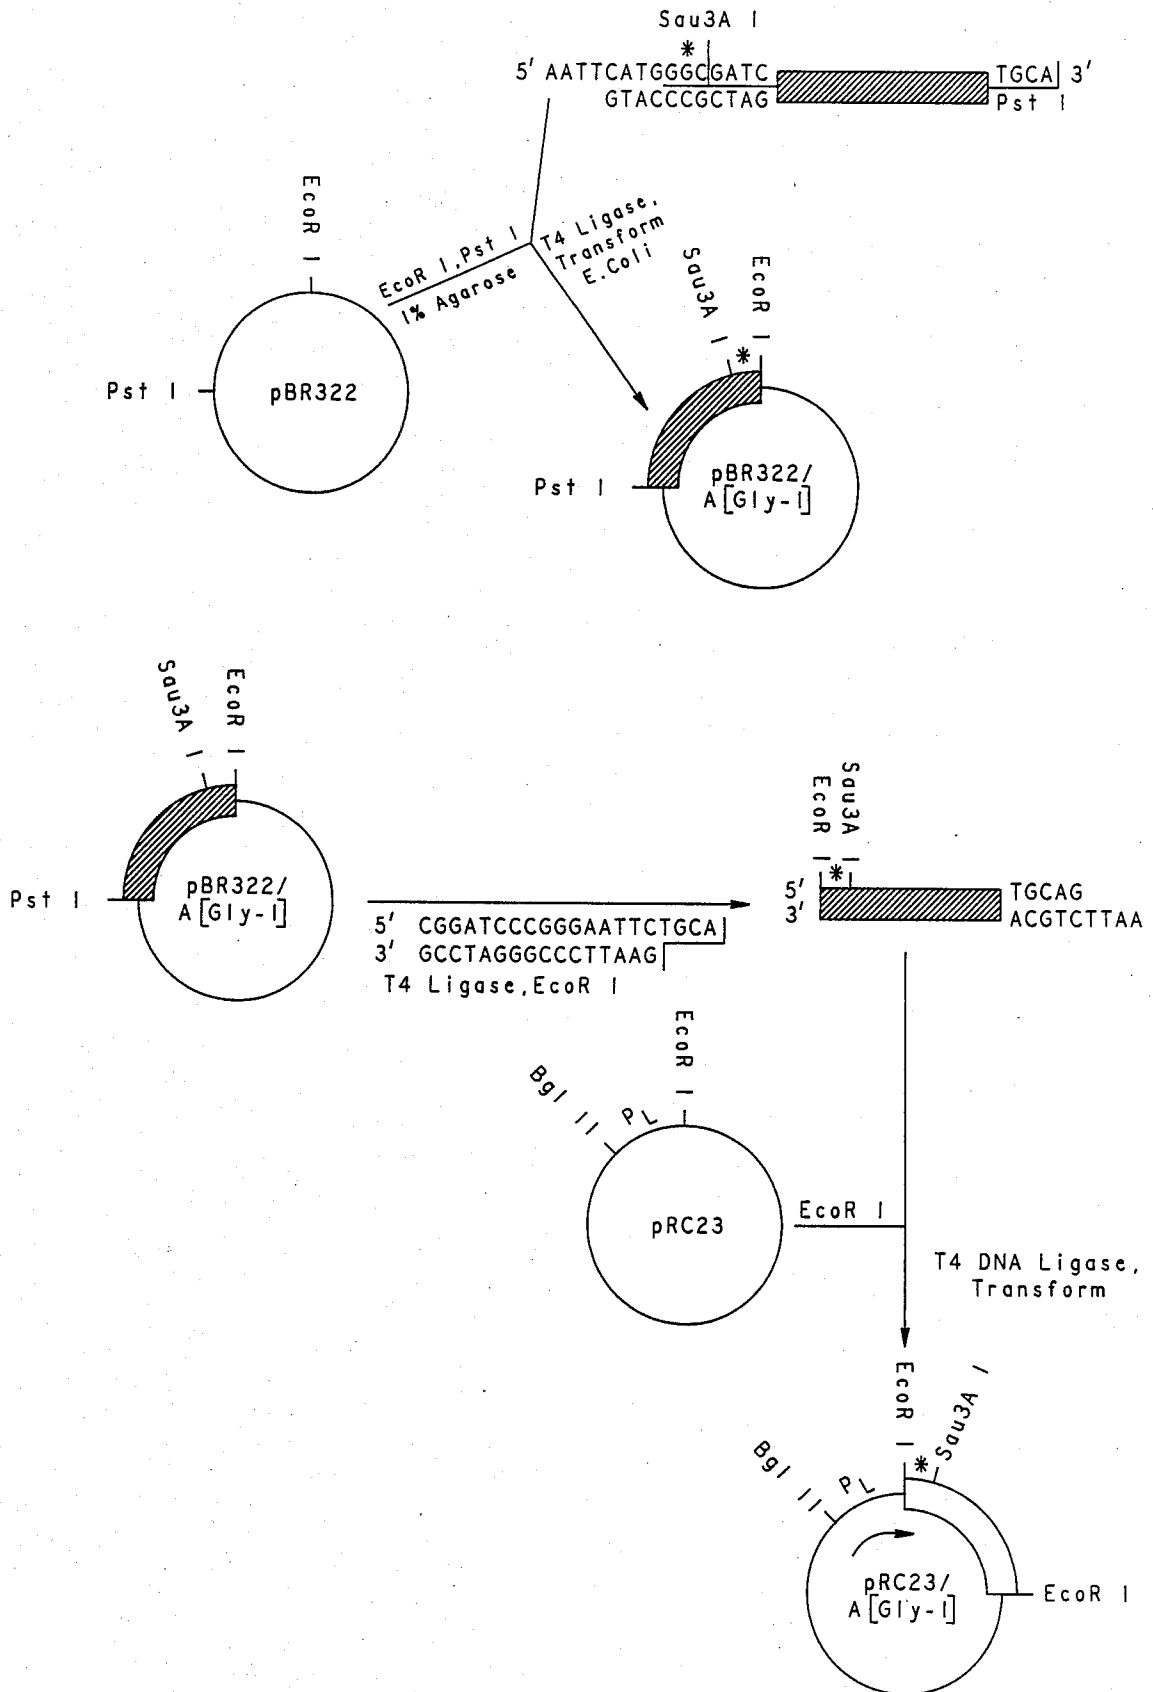 Sau3A I
*
5' AATTCATGGGCGATC TGCA 3'
GTACCCGCTAG Pst I
EcoR I
EcoR I, Pst I
1% Agarose
T4 Ligase,
Transform
E.Coli
Pst I
pBR322
Sau3A I
*
EcoR I
Pst I
pBR322/
A[Gly-1]
Sau3A I
EcoR I
Pst I
pBR322/
A[Gly-1]
5' CGGATCCCGGGAATTCTGCA
3' GCCTAGGGCCCTTAAG
T4 Ligase, EcoR I
EcoR I
Sau3A I
*
5' TGCAG
3' ACGTCTTAA
EcoR I
Bgl II
PL
pRC23
EcoR I
T4 DNA Ligase,
Transform
EcoR I
*
Sau3A I
Bgl II
PL
pRC23/
A[Gly-1]
EcoR I